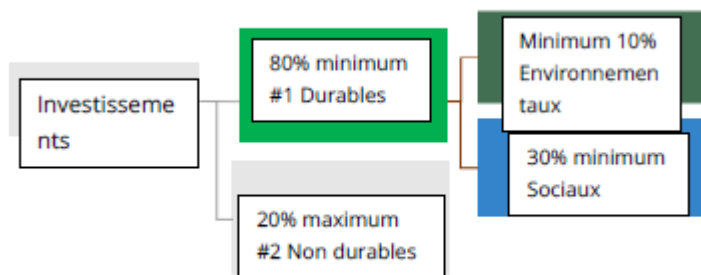 Investisseme
nts
80% minimum
#1 Durables
20% maximum
#2 Non durables
Minimum 10%
Environnemen
taux
30% minimum
Sociaux